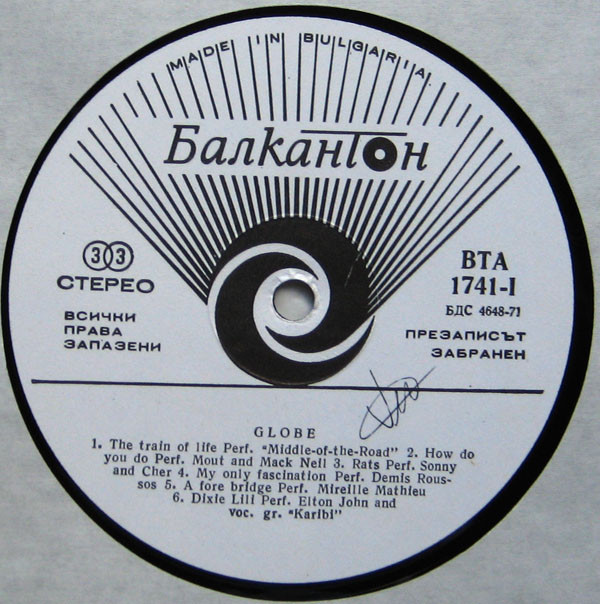 MADE IN BULGARIA
Балкантон
33
СТЕРЕО
ВСИЧКИ
ПРАВА
ЗАПАЗЕНИ
ВТА
1741-I
БДС 4648-71
ПРЕЗАПИСЪТ
ЗАБРАНЕН
GLOBE
1. The train of life Perf. "Middle-of-the-Road" 2. How do
you do Perf. Mout and Mack Neil 3. Rats Perf. Sonny
and Cher 4. My only fascination Perf. Demis Rous-
sos 5. A fore bridge Perf. Mireille Mathieu
6. Dixie Lill Perf. Elton John and
voc. gr. "Karibi"